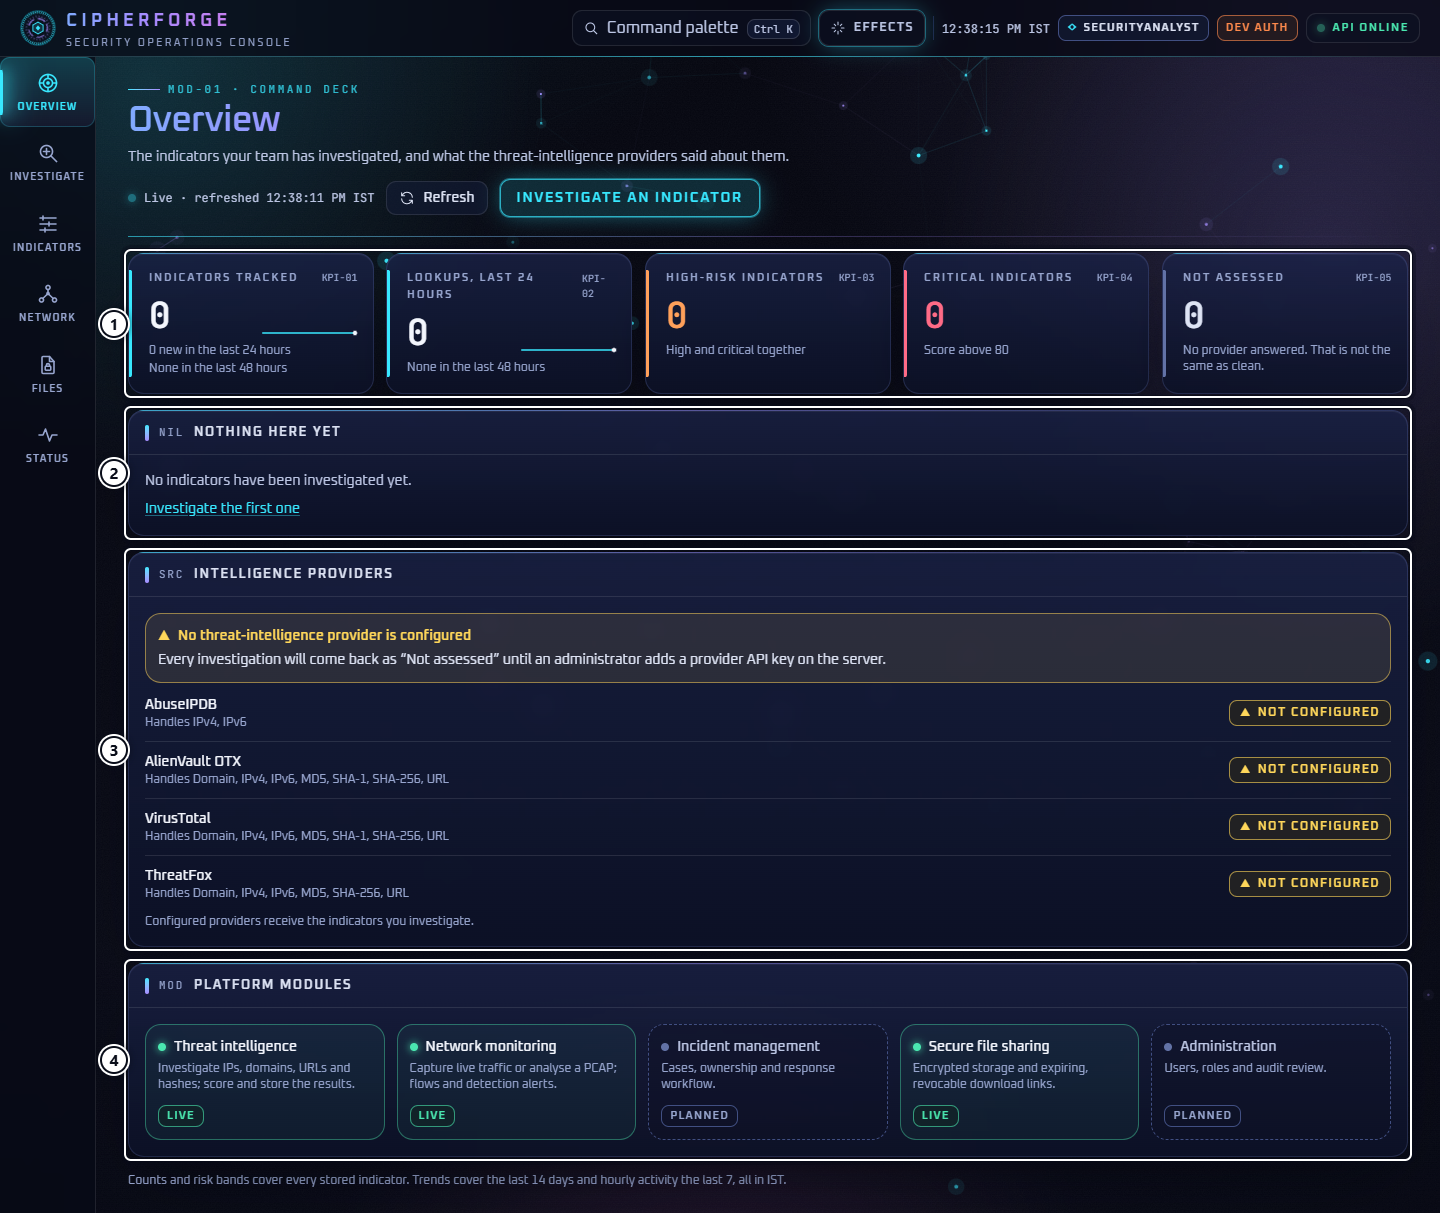 CIPHERFORGE
SECURITY OPERATIONS CONSOLE
Command palette Ctrl K
EFFECTS
12:38:15 PM IST
SECURITYANALYST
DEV AUTH
API ONLINE
OVERVIEW
INVESTIGATE
INDICATORS
NETWORK
FILES
STATUS
MOD-01 · COMMAND DECK
Overview
The indicators your team has investigated, and what the threat-intelligence providers said about them.
Live · refreshed 12:38:11 PM IST
Refresh
INVESTIGATE AN INDICATOR
1
INDICATORS TRACKED KPI-01
0
0 new in the last 24 hours
None in the last 48 hours
LOOKUPS, LAST 24 HOURS KPI-02
0
None in the last 48 hours
HIGH-RISK INDICATORS KPI-03
0
High and critical together
CRITICAL INDICATORS KPI-04
0
Score above 80
NOT ASSESSED KPI-05
0
No provider answered. That is not the
same as clean.
2
NIL NOTHING HERE YET
No indicators have been investigated yet.
Investigate the first one
3
SRC INTELLIGENCE PROVIDERS
No threat-intelligence provider is configured
Every investigation will come back as “Not assessed” until an administrator adds a provider API key on the server.
AbuseIPDB
Handles IPv4, IPv6
NOT CONFIGURED
AlienVault OTX
Handles Domain, IPv4, IPv6, MD5, SHA-1, SHA-256, URL
NOT CONFIGURED
VirusTotal
Handles Domain, IPv4, IPv6, MD5, SHA-1, SHA-256, URL
NOT CONFIGURED
ThreatFox
Handles Domain, IPv4, IPv6, MD5, SHA-256, URL
NOT CONFIGURED
Configured providers receive the indicators you investigate.
4
MOD PLATFORM MODULES
Threat intelligence
Investigate IPs, domains, URLs and
hashes; score and store the results.
LIVE
Network monitoring
Capture live traffic or analyse a PCAP;
flows and detection alerts.
LIVE
Incident management
Cases, ownership and response
workflow.
PLANNED
Secure file sharing
Encrypted storage and expiring,
revocable download links.
LIVE
Administration
Users, roles and audit review.
PLANNED
Counts and risk bands cover every stored indicator. Trends cover the last 14 days and hourly activity the last 7, all in IST.